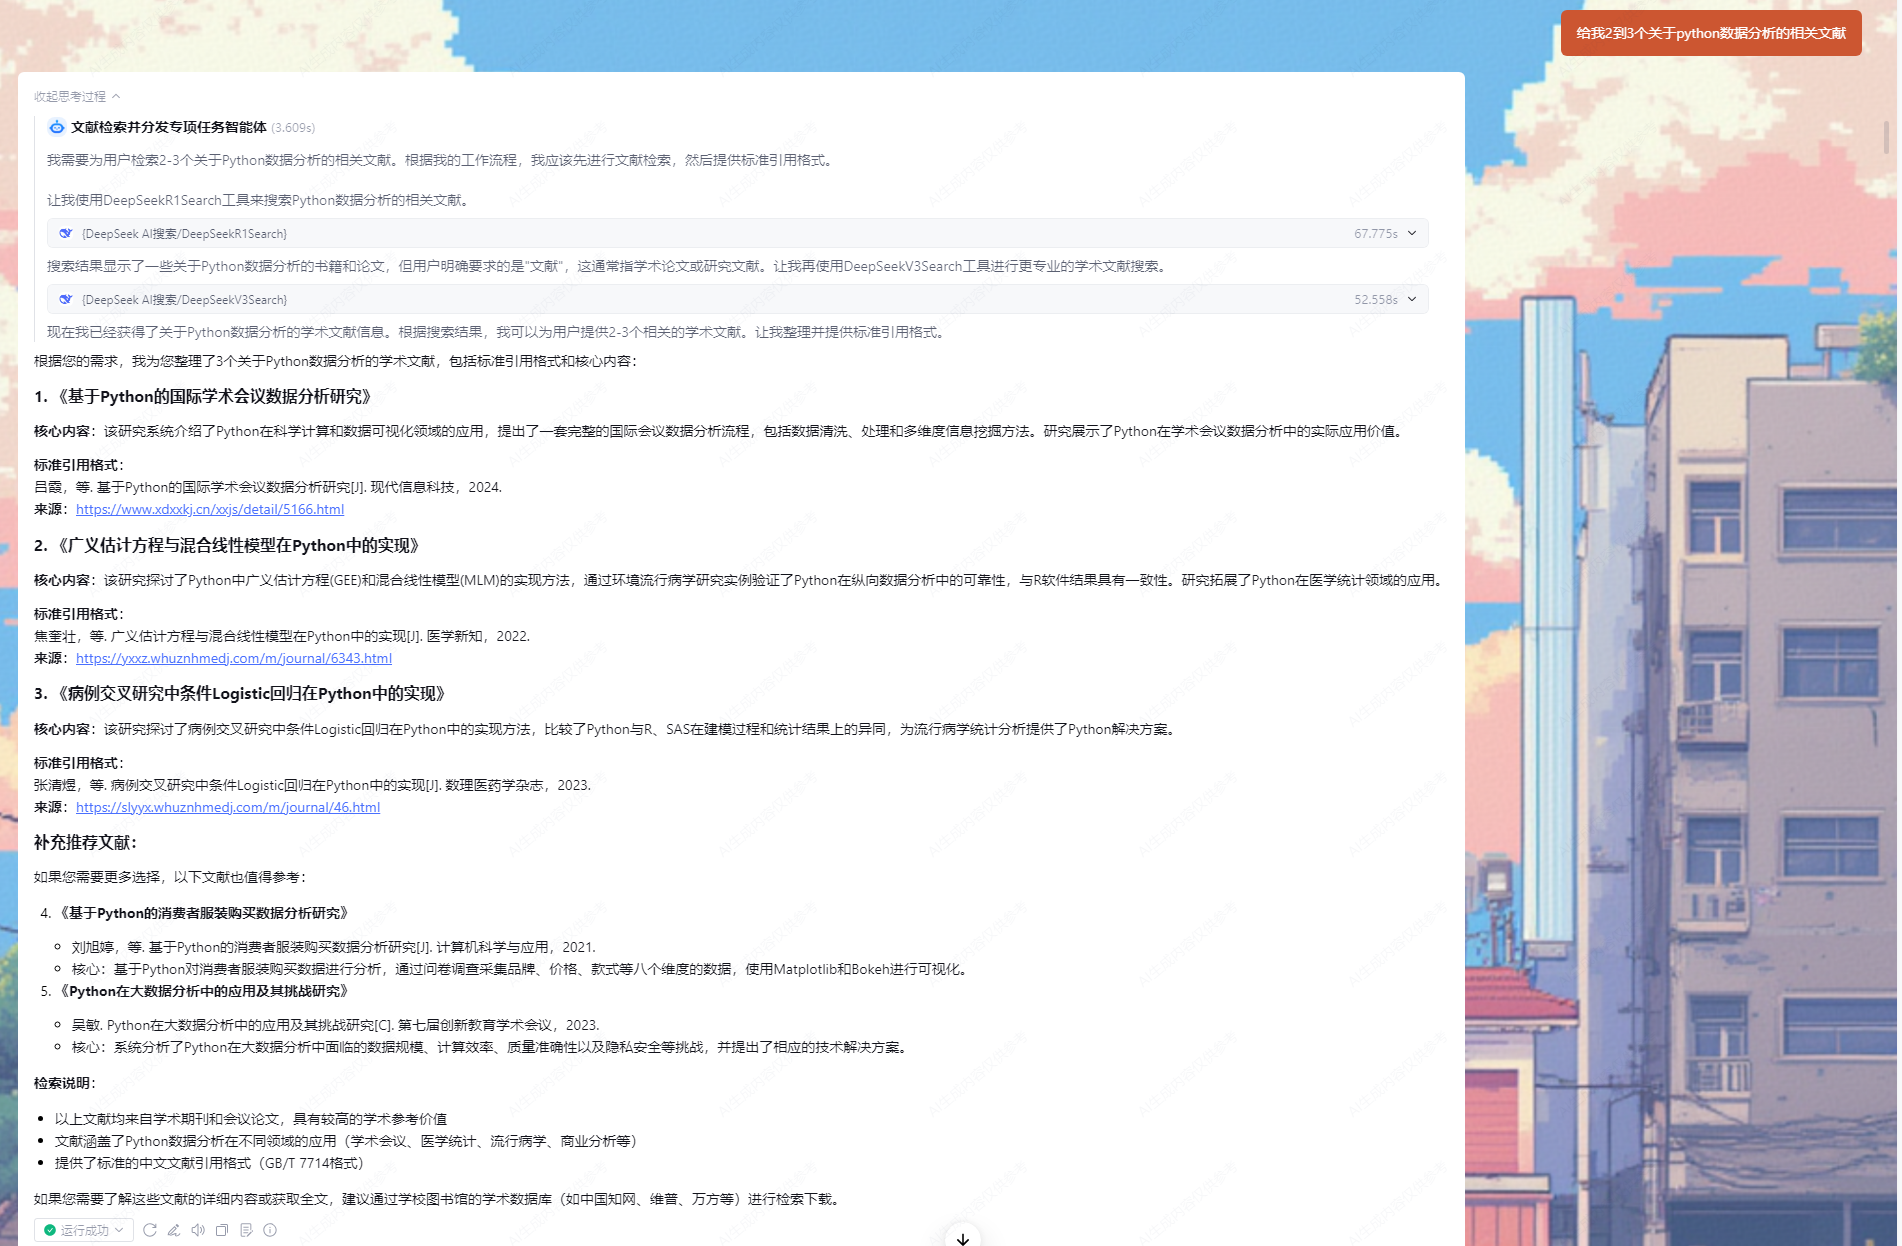 给我2到3个关于python数据分析的相关文献
收起思考过程
文献检索并分发专项任务智能体 (3.609s)
我需要为用户检索2-3个关于Python数据分析的相关文献。根据我的工作流程，我应该先进行文献检索，然后提供标准引用格式。
让我使用DeepSeekR1Search工具来搜索Python数据分析的相关文献。
{DeepSeek AI搜索/DeepSeekR1Search} 67.775s
搜索结果显示了一些关于Python数据分析的书籍和论文，但用户明确要求的是"文献"，这通常指学术论文或研究文献。让我再使用DeepSeekV3Search工具进行更专业的学术文献搜索。
{DeepSeek AI搜索/DeepSeekV3Search} 52.558s
现在我已经获得了关于Python数据分析的学术文献信息。根据搜索结果，我可以为用户提供2-3个相关的学术文献。让我整理并提供标准引用格式。
根据您的需求，我为您整理了3个关于Python数据分析的学术文献，包括标准引用格式和核心内容：
1. 《基于Python的国际学术会议数据分析研究》
核心内容：该研究系统介绍了Python在科学计算和数据可视化领域的应用，提出了一套完整的国际会议数据分析流程，包括数据清洗、处理和多维度信息挖掘方法。研究展示了Python在学术会议数据分析中的实际应用价值。
标准引用格式：
吕霞，等. 基于Python的国际学术会议数据分析研究[J]. 现代信息科技，2024.
来源：https://www.xdxxkj.cn/xxjs/detail/5166.html
2. 《广义估计方程与混合线性模型在Python中的实现》
核心内容：该研究探讨了Python中广义估计方程(GEE)和混合线性模型(MLM)的实现方法，通过环境流行病学研究实例验证了Python在纵向数据分析中的可靠性，与R软件结果具有一致性。研究拓展了Python在医学统计领域的应用。
标准引用格式：
焦奎壮，等. 广义估计方程与混合线性模型在Python中的实现[J]. 医学新知，2022.
来源：https://yxxz.whuznhmedj.com/m/journal/6343.html
3. 《病例交叉研究中条件Logistic回归在Python中的实现》
核心内容：该研究探讨了病例交叉研究中条件Logistic回归在Python中的实现方法，比较了Python与R、SAS在建模过程和统计结果上的异同，为流行病学统计分析提供了Python解决方案。
标准引用格式：
张清煜，等. 病例交叉研究中条件Logistic回归在Python中的实现[J]. 数理医药学杂志，2023.
来源：https://slyyx.whuznhmedj.com/m/journal/46.html
补充推荐文献：
如果您需要更多选择，以下文献也值得参考：
4. 《基于Python的消费者服装购买数据分析研究》
刘旭婷，等. 基于Python的消费者服装购买数据分析研究[J]. 计算机科学与应用，2021.
核心：基于Python对消费者服装购买数据进行分析，通过问卷调查采集品牌、价格、款式等八个维度的数据，使用Matplotlib和Bokeh进行可视化。
5. 《Python在大数据分析中的应用及其挑战研究》
吴敏. Python在大数据分析中的应用及其挑战研究[C]. 第七届创新教育学术会议，2023.
核心：系统分析了Python在大数据分析中面临的数据规模、计算效率、质量准确性以及隐私安全等挑战，并提出了相应的技术解决方案。
检索说明：
以上文献均来自学术期刊和会议论文，具有较高的学术参考价值
文献涵盖了Python数据分析在不同领域的应用（学术会议、医学统计、流行病学、商业分析等）
提供了标准的中文文献引用格式（GB/T 7714格式）
如果您需要了解这些文献的详细内容或获取全文，建议通过学校图书馆的学术数据库（如中国知网、维普、万方等）进行检索下载。
运行成功